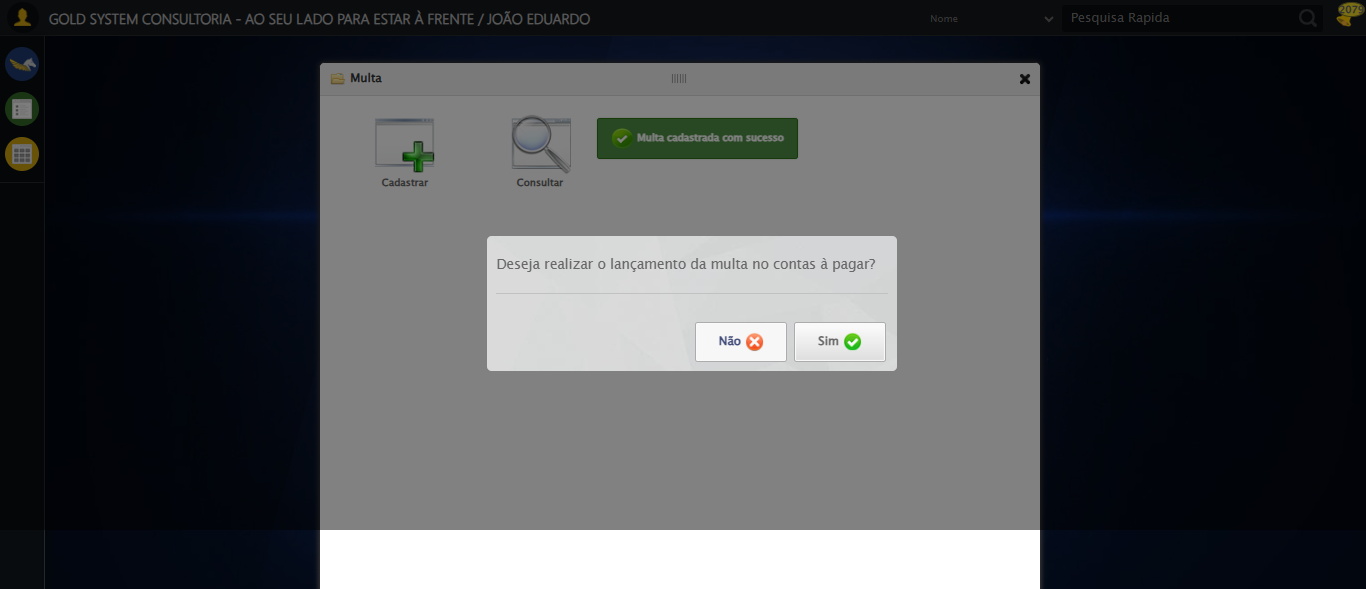 GOLD SYSTEM CONSULTORIA - AO SEU LADO PARA ESTAR À FRENTE / JOÃO EDUARDO
Nome
Pesquisa Rapida
2079
Multa
Cadastrar
Consultar
Multa cadastrada com sucesso
Deseja realizar o lançamento da multa no contas à pagar?
Não
Sim